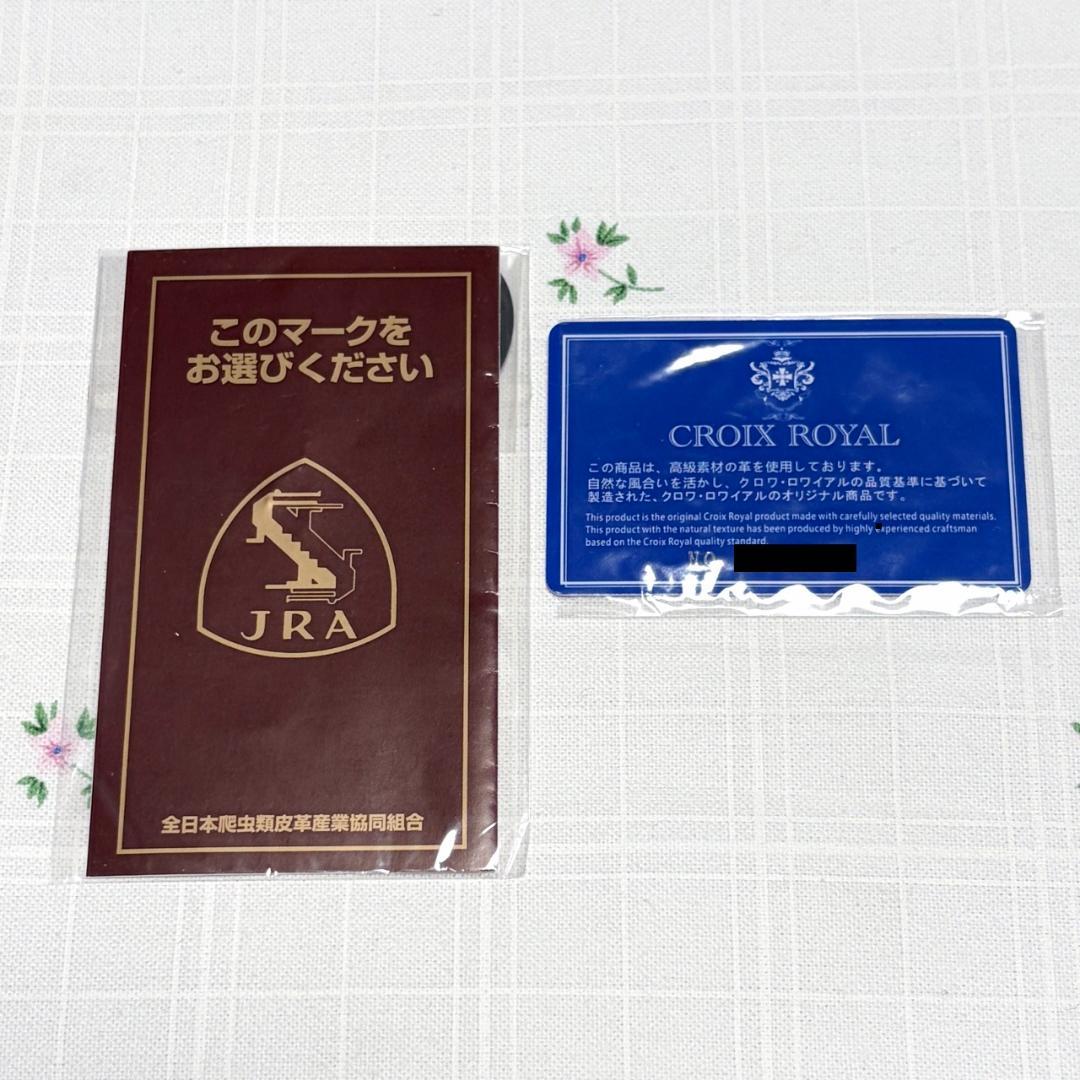 このマークを
お選びください
JRA
全日本爬虫類皮革産業協同組合
CROIX ROYAL
この商品は、高級素材の革を使用しております。
自然な風合いを活かし、クロワ・ロワイアルの品質基準に基づいて
製造された、クロワ・ロワイアルのオリジナル商品です。
This product is the original Croix Royal product made with carefully selected quality materials.
This product with the natural texture has been produced by highly experienced craftsman
based on the Croix Royal quality standard.
NO